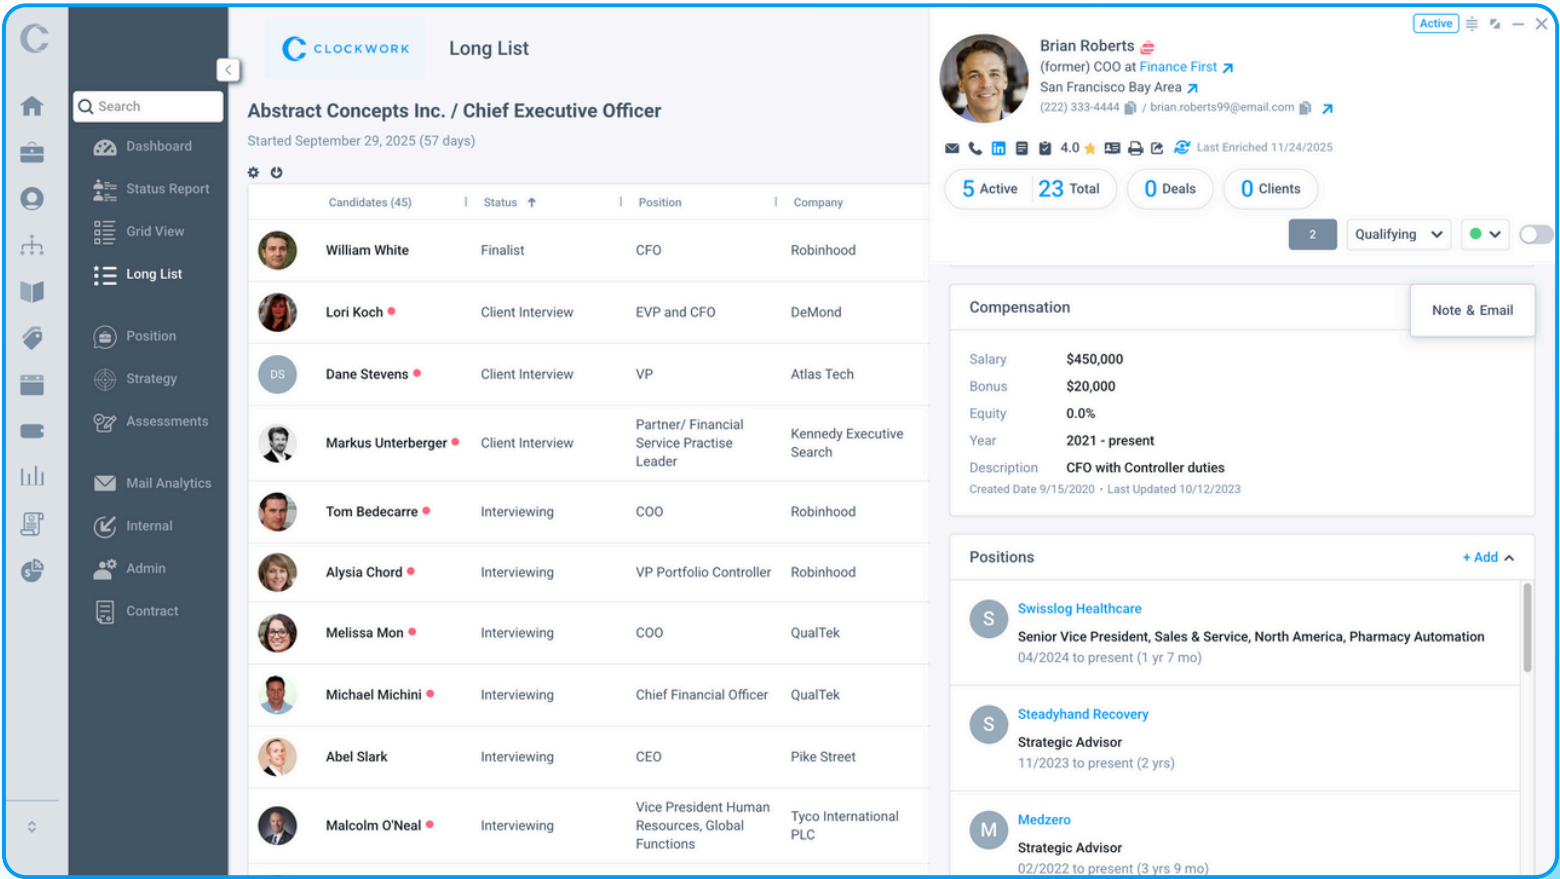 CLOCKWORK
Long List
Search
Dashboard
Status Report
Grid View
Long List
Position
Strategy
Assessments
Mail Analytics
Internal
Admin
Contract
Abstract Concepts Inc. / Chief Executive Officer
Started September 29, 2025 (57 days)
Candidates (45) Status Position Company
William White Finalist CFO Robinhood
Lori Koch Client Interview EVP and CFO DeMond
DS Dane Stevens Client Interview VP Atlas Tech
Markus Unterberger Client Interview
Partner/ Financial
Service Practise
Leader
Kennedy Executive
Search
Tom Bedecarre Interviewing COO Robinhood
Alysia Chord Interviewing VP Portfolio Controller Robinhood
Melissa Mon Interviewing COO QualTek
Michael Michini Interviewing Chief Financial Officer QualTek
Abel Slark Interviewing CEO Pike Street
Malcolm O'Neal Interviewing
Vice President Human
Resources, Global
Functions
Tyco International
PLC
Active
Brian Roberts
(former) COO at Finance First
San Francisco Bay Area
(222) 333-4444 / brian.roberts99@email.com
4.0 Last Enriched 11/24/2025
5 Active 23 Total 0 Deals 0 Clients
2 Qualifying
Compensation
Note & Email
Salary $450,000
Bonus $20,000
Equity 0.0%
Year 2021 - present
Description CFO with Controller duties
Created Date 9/15/2020 • Last Updated 10/12/2023
Positions + Add
S Swisslog Healthcare
Senior Vice President, Sales & Service, North America, Pharmacy Automation
04/2024 to present (1 yr 7 mo)
S Steadyhand Recovery
Strategic Advisor
11/2023 to present (2 yrs)
M Medzero
Strategic Advisor
02/2022 to present (3 yrs 9 mo)